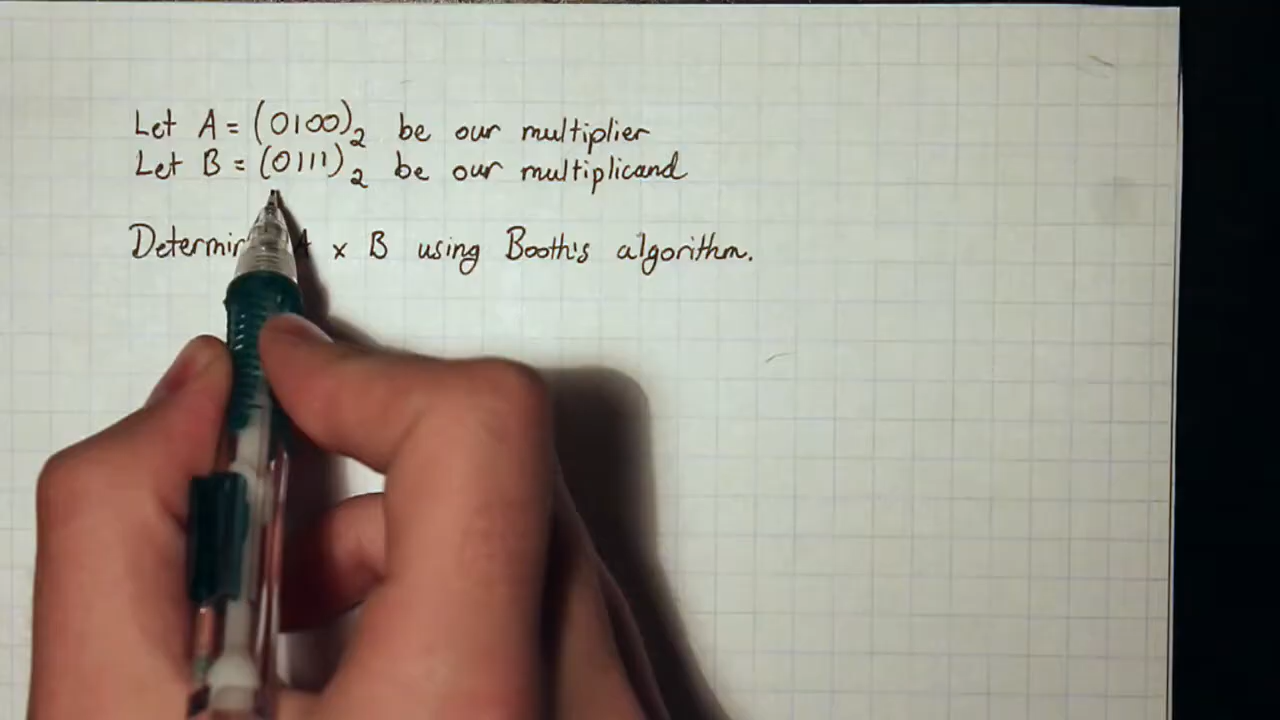 Let A = (0100)₂ be our multiplier
Let B = (0111)₂ be our multiplicand
A × B using Booth's algorithm.